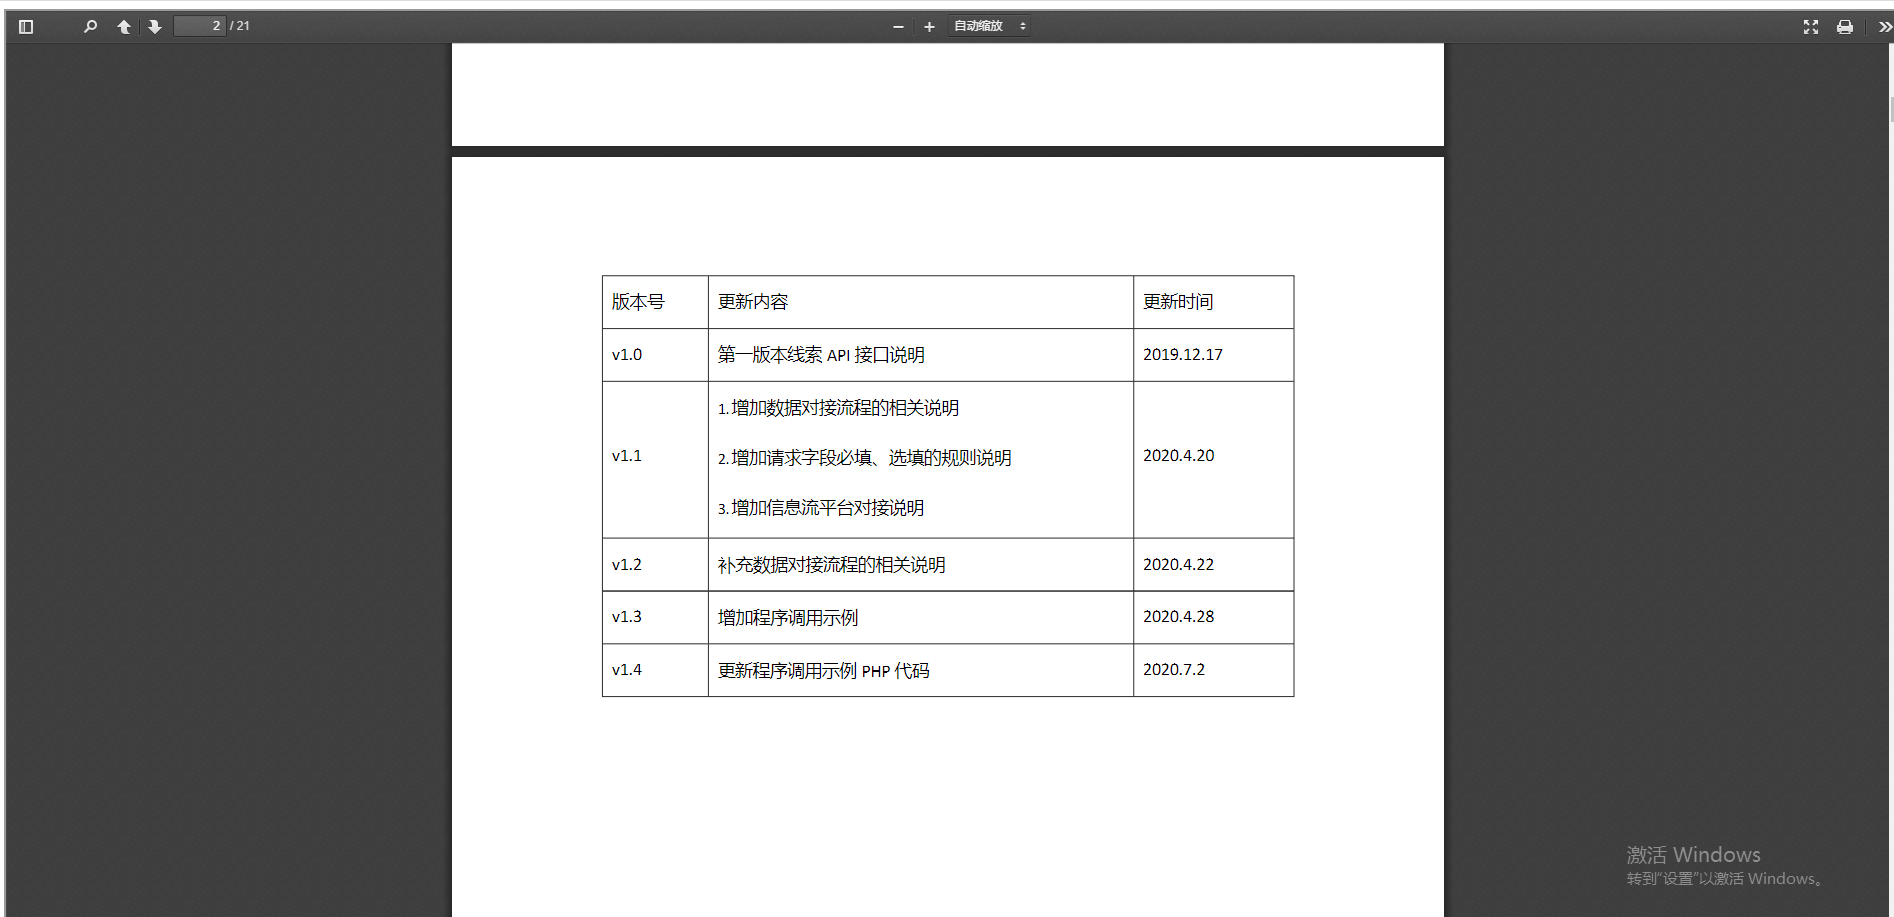 2 / 21
自动缩放
版本号 更新内容 更新时间
v1.0 第一版本线索 API 接口说明 2019.12.17
1. 增加数据对接流程的相关说明
v1.1 2. 增加请求字段必填、选填的规则说明 2020.4.20
3. 增加信息流平台对接说明
v1.2 补充数据对接流程的相关说明 2020.4.22
v1.3 增加程序调用示例 2020.4.28
v1.4 更新程序调用示例 PHP 代码 2020.7.2
激活 Windows
转到“设置”以激活 Windows。